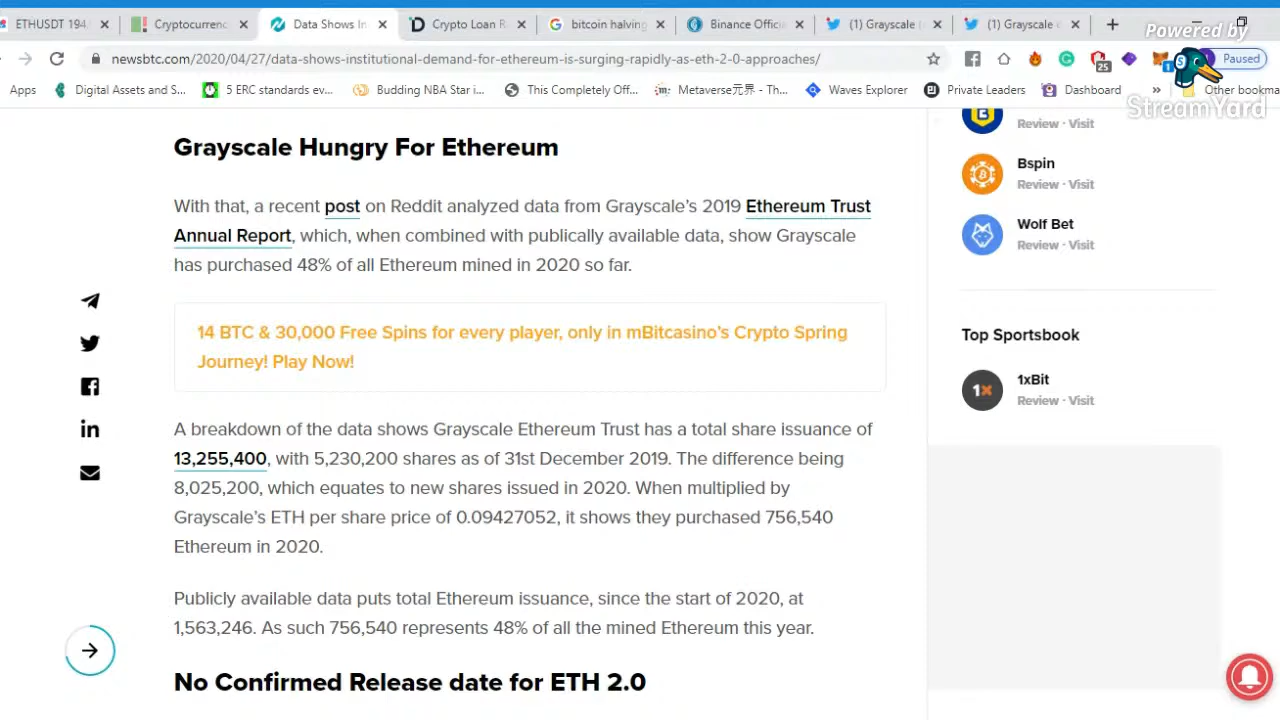 ETHUSDT 194
Cryptocurrenc
Data Shows In
Crypto Loan R
bitcoin halving
Binance Offici
(1) Grayscale
(1) Grayscale
Powered by
newsbtc.com/2020/04/27/data-shows-institutional-demand-for-ethereum-is-surging-rapidly-as-eth-2-0-approaches/
25
1
Paused
Apps
Digital Assets and S...
5 ERC standards ev...
Budding NBA Star i...
This Completely Off...
Metaverse元界 - Th...
Waves Explorer
Private Leaders
Dashboard
»
Other bookma
StreamYard
Grayscale Hungry For Ethereum
With that, a recent post on Reddit analyzed data from Grayscale's 2019 Ethereum Trust
Annual Report, which, when combined with publically available data, show Grayscale
has purchased 48% of all Ethereum mined in 2020 so far.
14 BTC & 30,000 Free Spins for every player, only in mBitcasino's Crypto Spring
Journey! Play Now!
A breakdown of the data shows Grayscale Ethereum Trust has a total share issuance of
13,255,400, with 5,230,200 shares as of 31st December 2019. The difference being
8,025,200, which equates to new shares issued in 2020. When multiplied by
Grayscale's ETH per share price of 0.09427052, it shows they purchased 756,540
Ethereum in 2020.
Publicly available data puts total Ethereum issuance, since the start of 2020, at
1,563,246. As such 756,540 represents 48% of all the mined Ethereum this year.
No Confirmed Release date for ETH 2.0
Review · Visit
Bspin
Review · Visit
Wolf Bet
Review · Visit
Top Sportsbook
1X
1xBit
Review · Visit